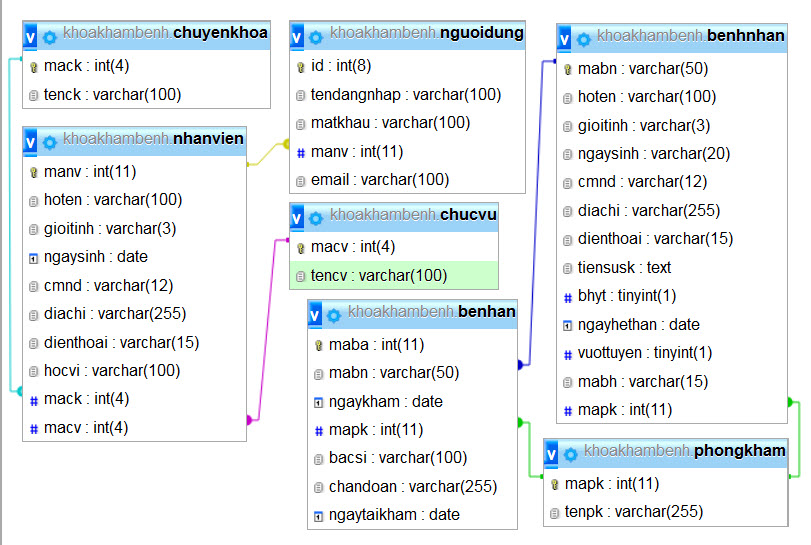 khoakhambenh.chuyenkhoa
mack : int(4)
tenck : varchar(100)
khoakhambenh.nhanvien
manv : int(11)
hoten : varchar(100)
gioitinh : varchar(3)
ngaysinh : date
cmnd : varchar(12)
diachi : varchar(255)
dienthoai : varchar(15)
hocvi : varchar(100)
# mack : int(4)
# macv : int(4)
khoakhambenh.nguoidung
id : int(8)
tendangnhap : varchar(100)
matkhau : varchar(100)
# manv : int(11)
email : varchar(100)
khoakhambenh.chucvu
macv : int(4)
tencv : varchar(100)
khoakhambenh.benhan
maba : int(11)
mabn : varchar(50)
ngaykham : date
# mapk : int(11)
bacsi : varchar(100)
chandoan : varchar(255)
ngaytaikham : date
khoakhambenh.benhnhan
mabn : varchar(50)
hoten : varchar(100)
gioitinh : varchar(3)
ngaysinh : varchar(20)
cmnd : varchar(12)
diachi : varchar(255)
dienthoai : varchar(15)
tiensusk : text
# bhyt : tinyint(1)
ngayhethan : date
# vuottuyen : tinyint(1)
mabh : varchar(15)
# mapk : int(11)
khoakhambenh.phongkham
mapk : int(11)
tenpk : varchar(255)